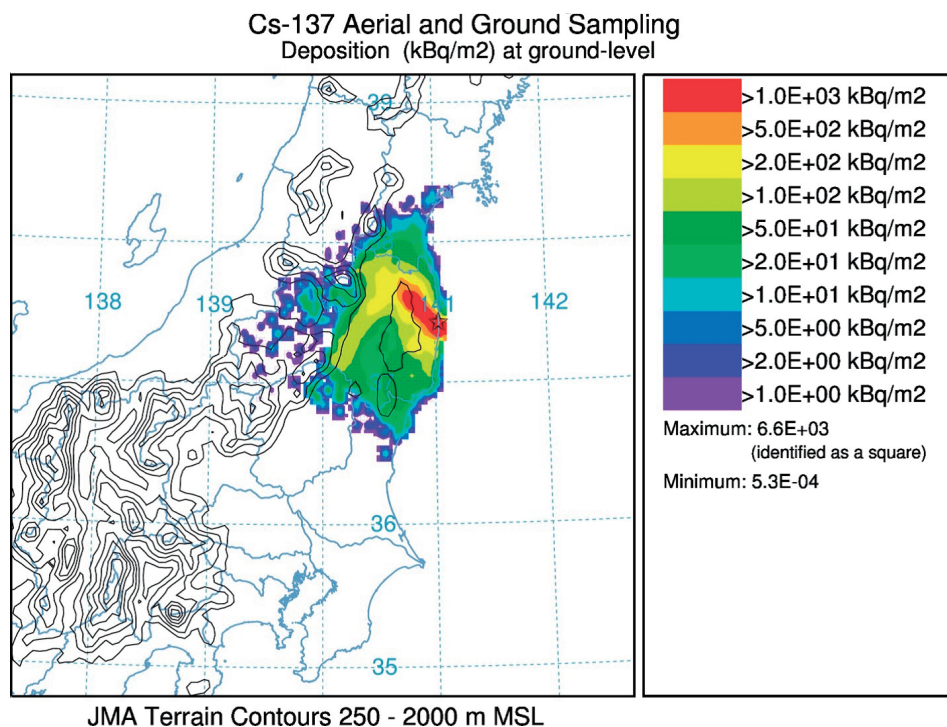 Cs-137 Aerial and Ground Sampling
Deposition (kBq/m2) at ground-level
39
138
139
141
142
36
35
>1.0E+03 kBq/m2
>5.0E+02 kBq/m2
>2.0E+02 kBq/m2
>1.0E+02 kBq/m2
>5.0E+01 kBq/m2
>2.0E+01 kBq/m2
>1.0E+01 kBq/m2
>5.0E+00 kBq/m2
>2.0E+00 kBq/m2
>1.0E+00 kBq/m2
Maximum: 6.6E+03
(identified as a square)
Minimum: 5.3E-04
JMA Terrain Contours 250 - 2000 m MSL